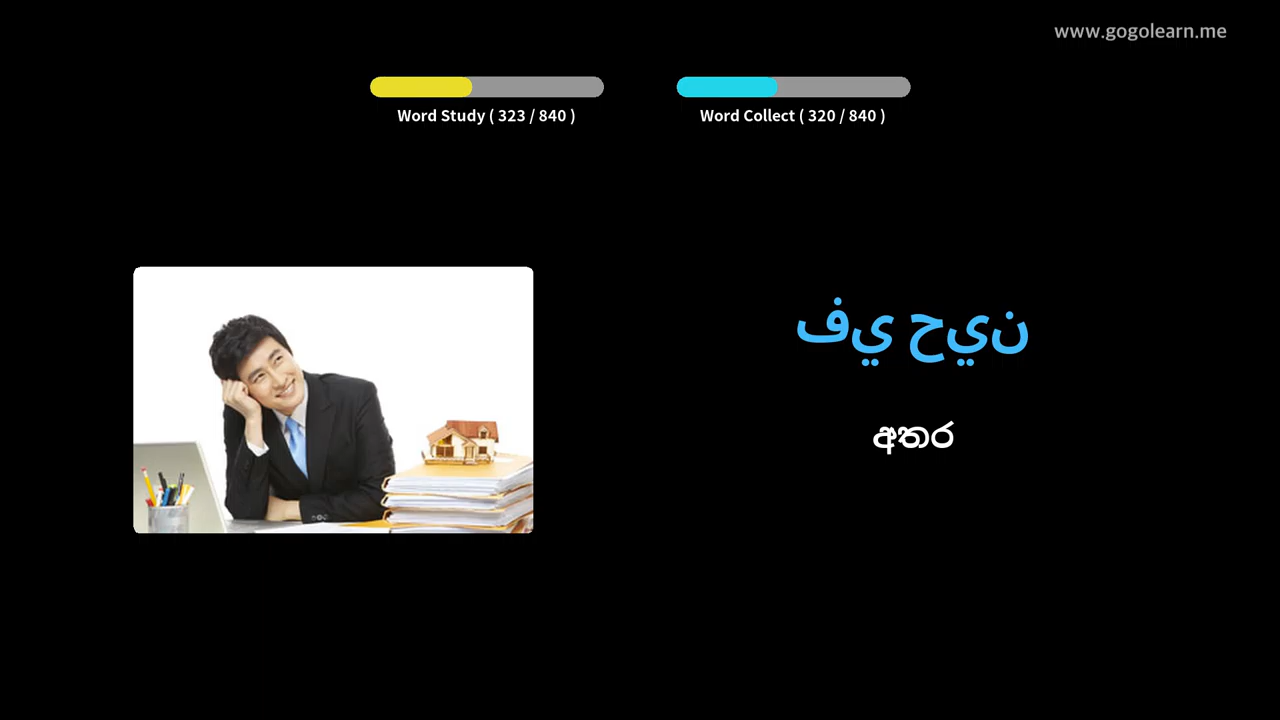 www.gogolearn.me
Word Study ( 323 / 840 )
Word Collect ( 320 / 840 )
في حين
අතර